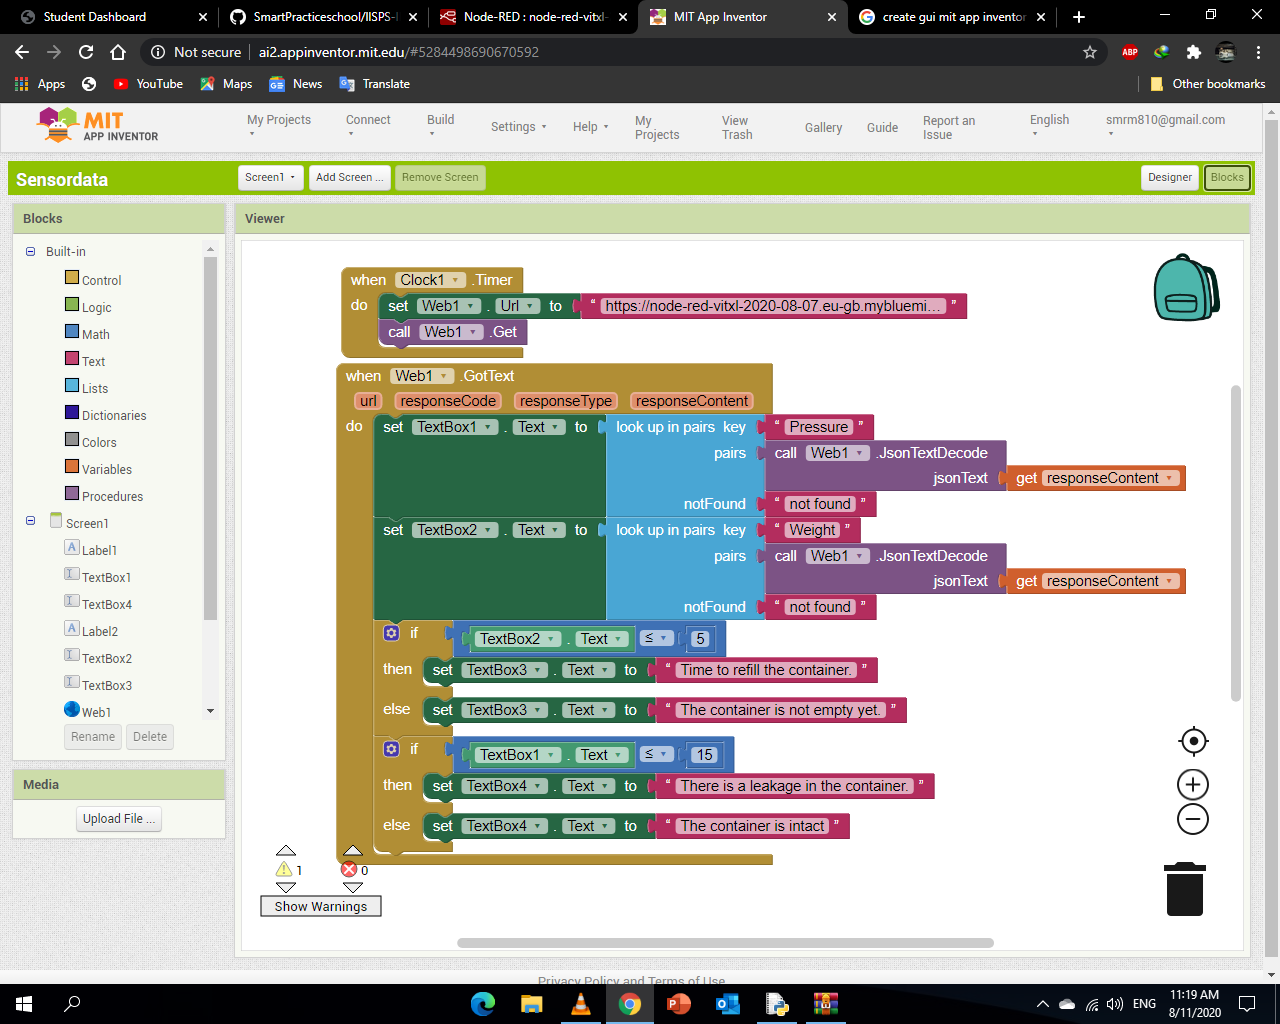 Student Dashboard
SmartPracticeschool/IISPS-
Node-RED : node-red-vitxl-
MIT App Inventor
create gui mit app inventor
Not secure | ai2.appinventor.mit.edu/#5284498690670592
ABP
Apps
YouTube
Maps
News
Translate
Other bookmarks
MIT
APP INVENTOR
My Projects
Connect
Build
Settings
Help
My Projects
View Trash
Gallery
Guide
Report an Issue
English
smrm810@gmail.com
Sensordata
Screen1
Add Screen ...
Remove Screen
Designer
Blocks
Blocks
Viewer
Built-in
Control
Logic
Math
Text
Lists
Dictionaries
Colors
Variables
Procedures
Screen1
Label1
TextBox1
TextBox4
Label2
TextBox2
TextBox3
Web1
Rename
Delete
Media
Upload File ...
when Clock1 .Timer
do set Web1 . Url to “ https://node-red-vitxl-2020-08-07.eu-gb.mybluemi... ”
call Web1 .Get
when Web1 .GotText
url responseCode responseType responseContent
do set TextBox1 . Text to look up in pairs key “ Pressure ”
pairs call Web1 .JsonTextDecode
jsonText get responseContent
notFound “ not found ”
set TextBox2 . Text to look up in pairs key “ Weight ”
pairs call Web1 .JsonTextDecode
jsonText get responseContent
notFound “ not found ”
if TextBox2 . Text ≤ 5
then set TextBox3 . Text to “ Time to refill the container. ”
else set TextBox3 . Text to “ The container is not empty yet. ”
if TextBox1 . Text ≤ 15
then set TextBox4 . Text to “ There is a leakage in the container. ”
else set TextBox4 . Text to “ The container is intact ”
1
0
Show Warnings
Privacy Policy and Terms of Use
ENG
11:19 AM
8/11/2020